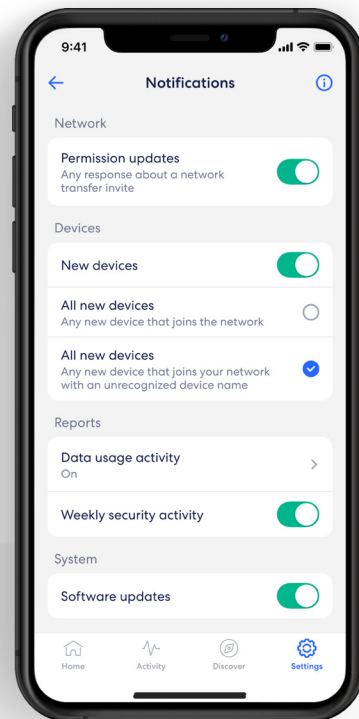 9:41
Notifications
Network
Permission updates
Any response about a network
transfer invite
Devices
New devices
All new devices
Any new device that joins the network
All new devices
Any new device that joins your network
with an unrecognized device name
Reports
Data usage activity
On
Weekly security activity
System
Software updates
Home
Activity
Discover
Settings